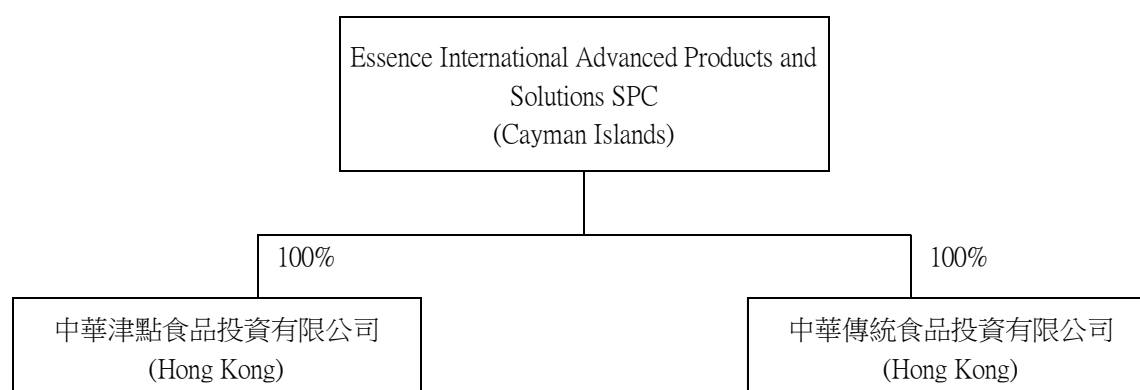 Essence International Advanced Products and
Solutions SPC
(Cayman Islands)
100%
100%
中華津點食品投資有限公司
(Hong Kong)
中華傳統食品投資有限公司
(Hong Kong)